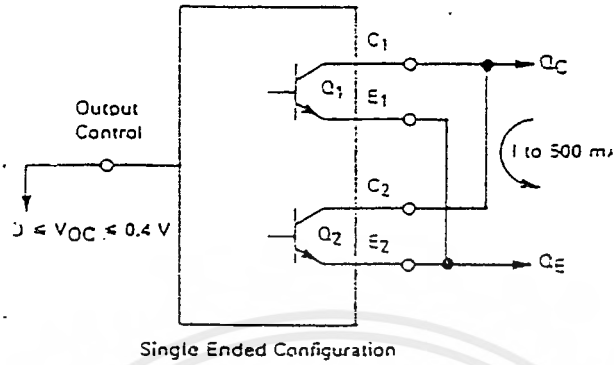 C1
QC
Q1
E1
Output
Control
1 to 500 m
C2
0 ≤ VOC ≤ 0.4 V
Q2
E2
QE
Single Ended Configuration